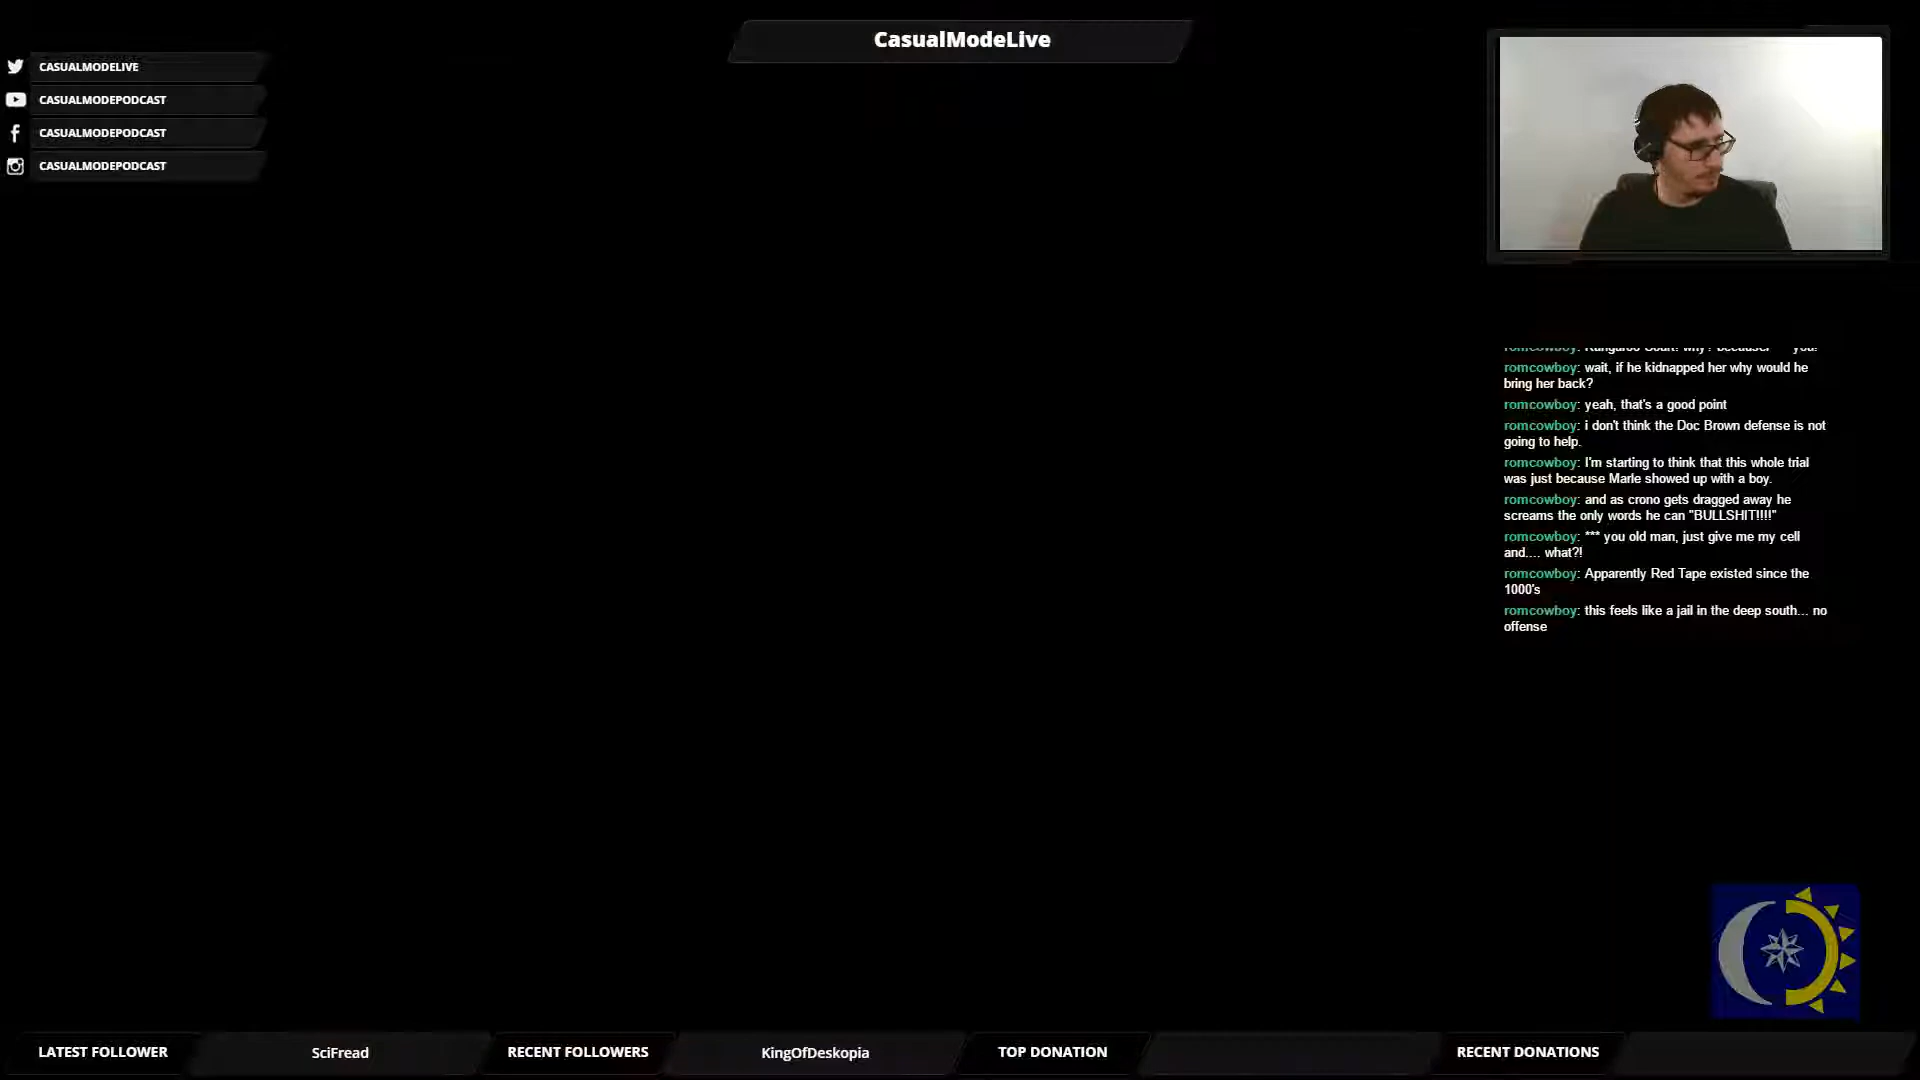 CasualModeLive
CASUALMODELIVE
CASUALMODEPODCAST
CASUALMODEPODCAST
CASUALMODEPODCAST
romcowboy: wait, if he kidnapped her why would he
bring her back?
romcowboy: yeah, that's a good point
romcowboy: i don't think the Doc Brown defense is not
going to help.
romcowboy: I'm starting to think that this whole trial
was just because Marle showed up with a boy.
romcowboy: and as crono gets dragged away he
screams the only words he can "BULLSHIT!!!!"
romcowboy: *** you old man, just give me my cell
and.... what?!
romcowboy: Apparently Red Tape existed since the
1000's
romcowboy: this feels like a jail in the deep south... no
offense
LATEST FOLLOWER SciFread RECENT FOLLOWERS KingOfDeskopia TOP DONATION RECENT DONATIONS